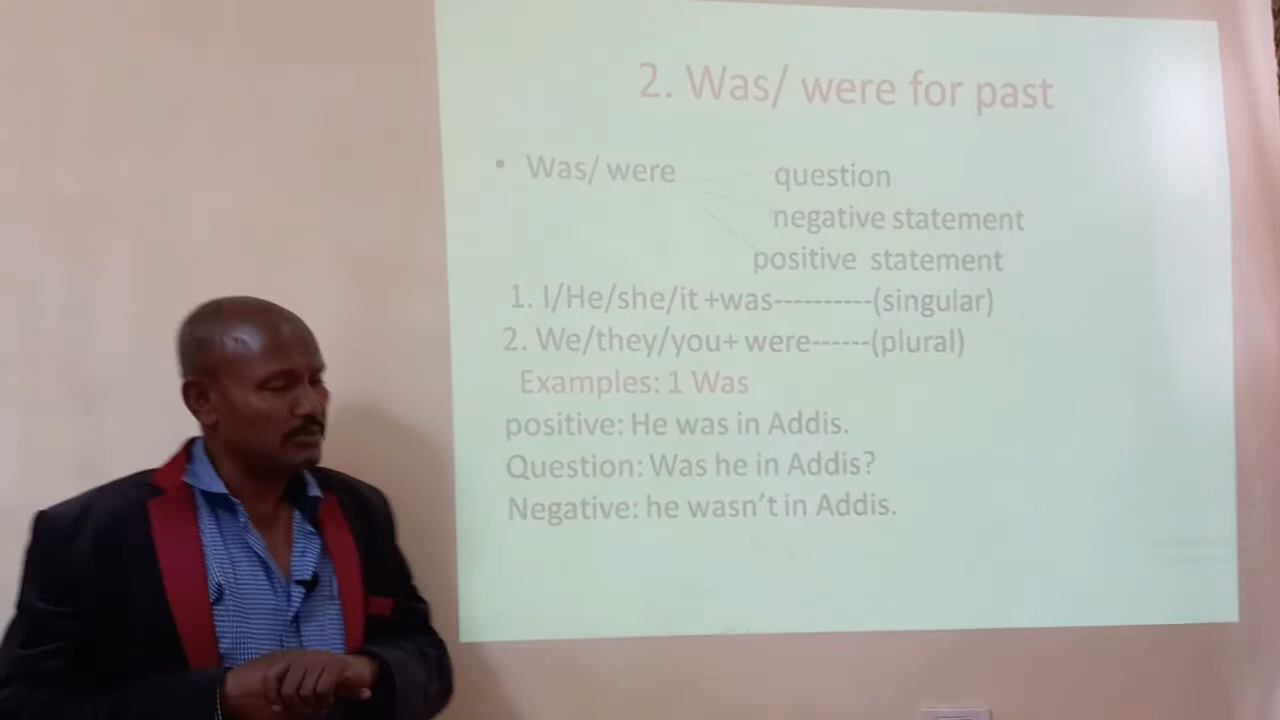 2. Was/ were for past
• Was/ were question
negative statement
positive statement
1. I/He/she/it +was----------(singular)
2. We/they/you+ were------(plural)
Examples: 1 Was
positive: He was in Addis.
Question: Was he in Addis?
Negative: he wasn’t in Addis.